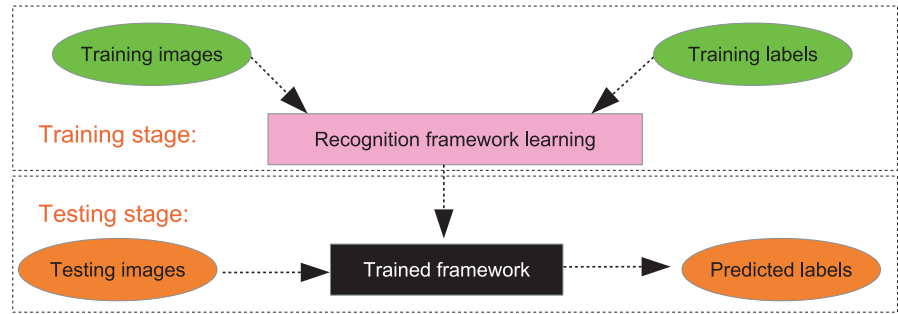 Training images
Training labels
Training stage:
Recognition framework learning
Testing stage:
Testing images
Trained framework
Predicted labels